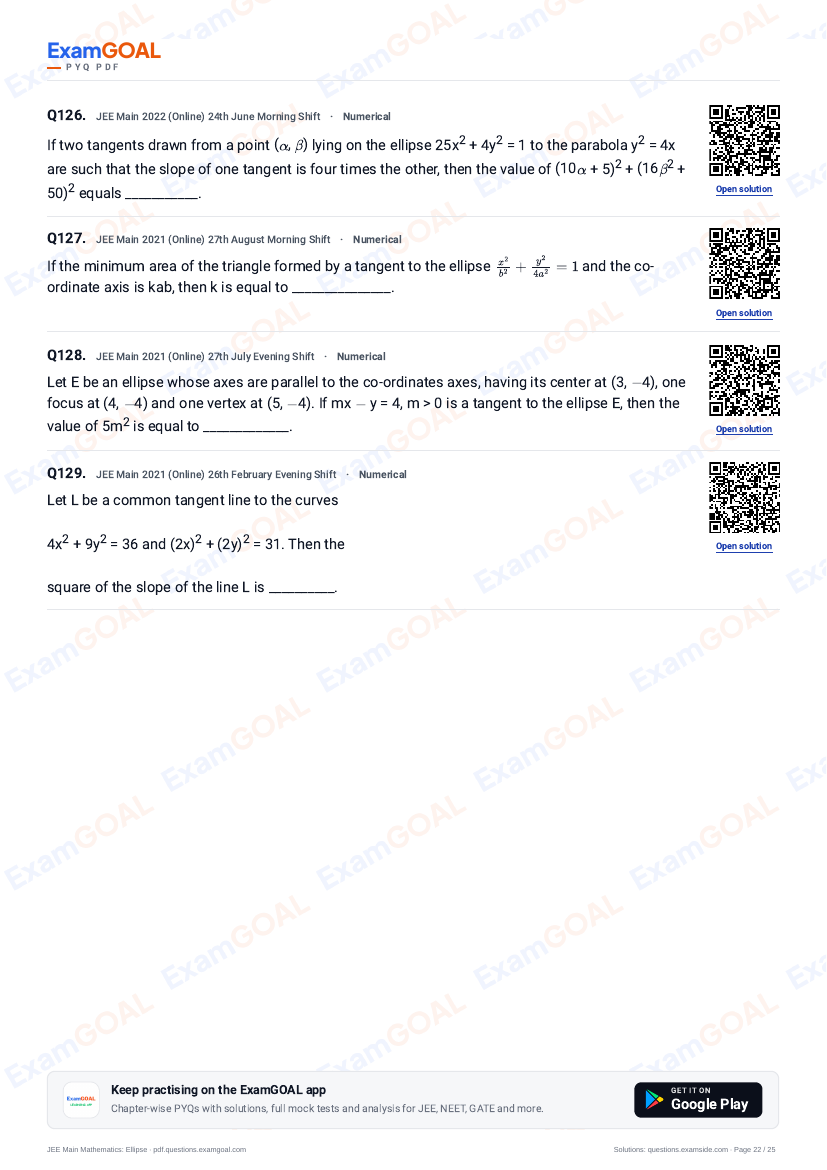 ExamGOAL
PYQ PDF
Q126. JEE Main 2022 (Online) 24th June Morning Shift · Numerical
If two tangents drawn from a point (α, β) lying on the ellipse 25x² + 4y² = 1 to the parabola y² = 4x
are such that the slope of one tangent is four times the other, then the value of (10α + 5)² + (16β² +
50)² equals ___________.
Open solution
Q127. JEE Main 2021 (Online) 27th August Morning Shift · Numerical
If the minimum area of the triangle formed by a tangent to the ellipse x²/b² + y²/4a² = 1 and the co-
ordinate axis is kab, then k is equal to _______________.
Open solution
Q128. JEE Main 2021 (Online) 27th July Evening Shift · Numerical
Let E be an ellipse whose axes are parallel to the co-ordinates axes, having its center at (3, −4), one
focus at (4, −4) and one vertex at (5, −4). If mx − y = 4, m > 0 is a tangent to the ellipse E, then the
value of 5m² is equal to _____________.
Open solution
Q129. JEE Main 2021 (Online) 26th February Evening Shift · Numerical
Let L be a common tangent line to the curves
4x² + 9y² = 36 and (2x)² + (2y)² = 31. Then the
square of the slope of the line L is __________.
Open solution
Keep practising on the ExamGOAL app
Chapter-wise PYQs with solutions, full mock tests and analysis for JEE, NEET, GATE and more.
GET IT ON
Google Play
JEE Main Mathematics: Ellipse · pdf.questions.examgoal.com
Solutions: questions.examside.com · Page 22 / 25